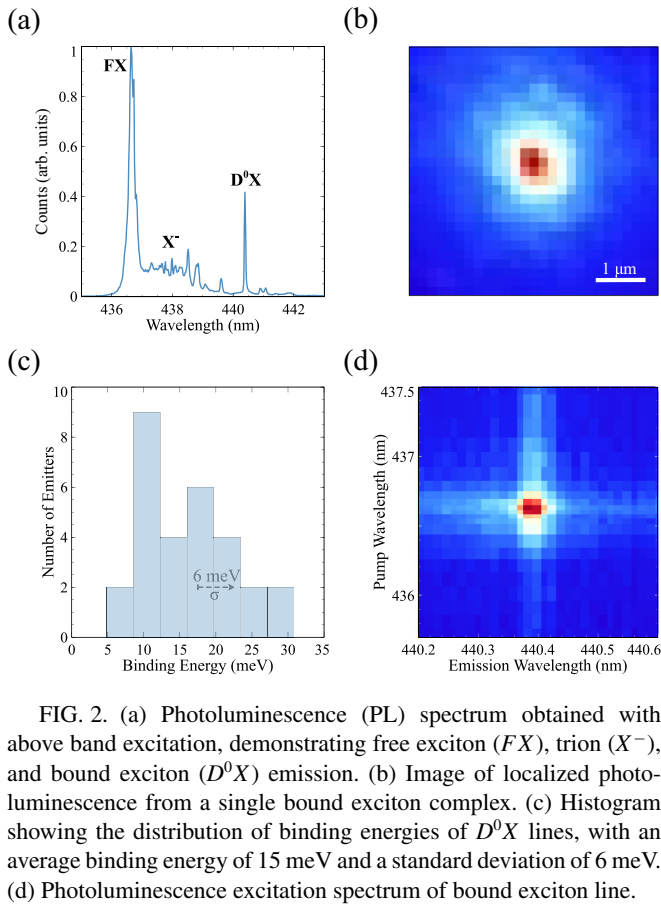 (a)
(b)
FX
X⁻
D⁰X
Counts (arb. units)
1
0.8
0.6
0.4
0.2
0
436
438
440
442
Wavelength (nm)
1 μm
(c)
(d)
Number of Emitters
10
8
6
4
2
0
6 meV
σ
0
5
10
15
20
25
30
35
Binding Energy (meV)
Pump Wavelength (nm)
437.5
437
436
440.2
440.4
440.5
440.6
Emission Wavelength (nm)
FIG. 2. (a) Photoluminescence (PL) spectrum obtained with
above band excitation, demonstrating free exciton (FX), trion (X⁻),
and bound exciton (D⁰X) emission. (b) Image of localized photo-
luminescence from a single bound exciton complex. (c) Histogram
showing the distribution of binding energies of D⁰X lines, with an
average binding energy of 15 meV and a standard deviation of 6 meV.
(d) Photoluminescence excitation spectrum of bound exciton line.